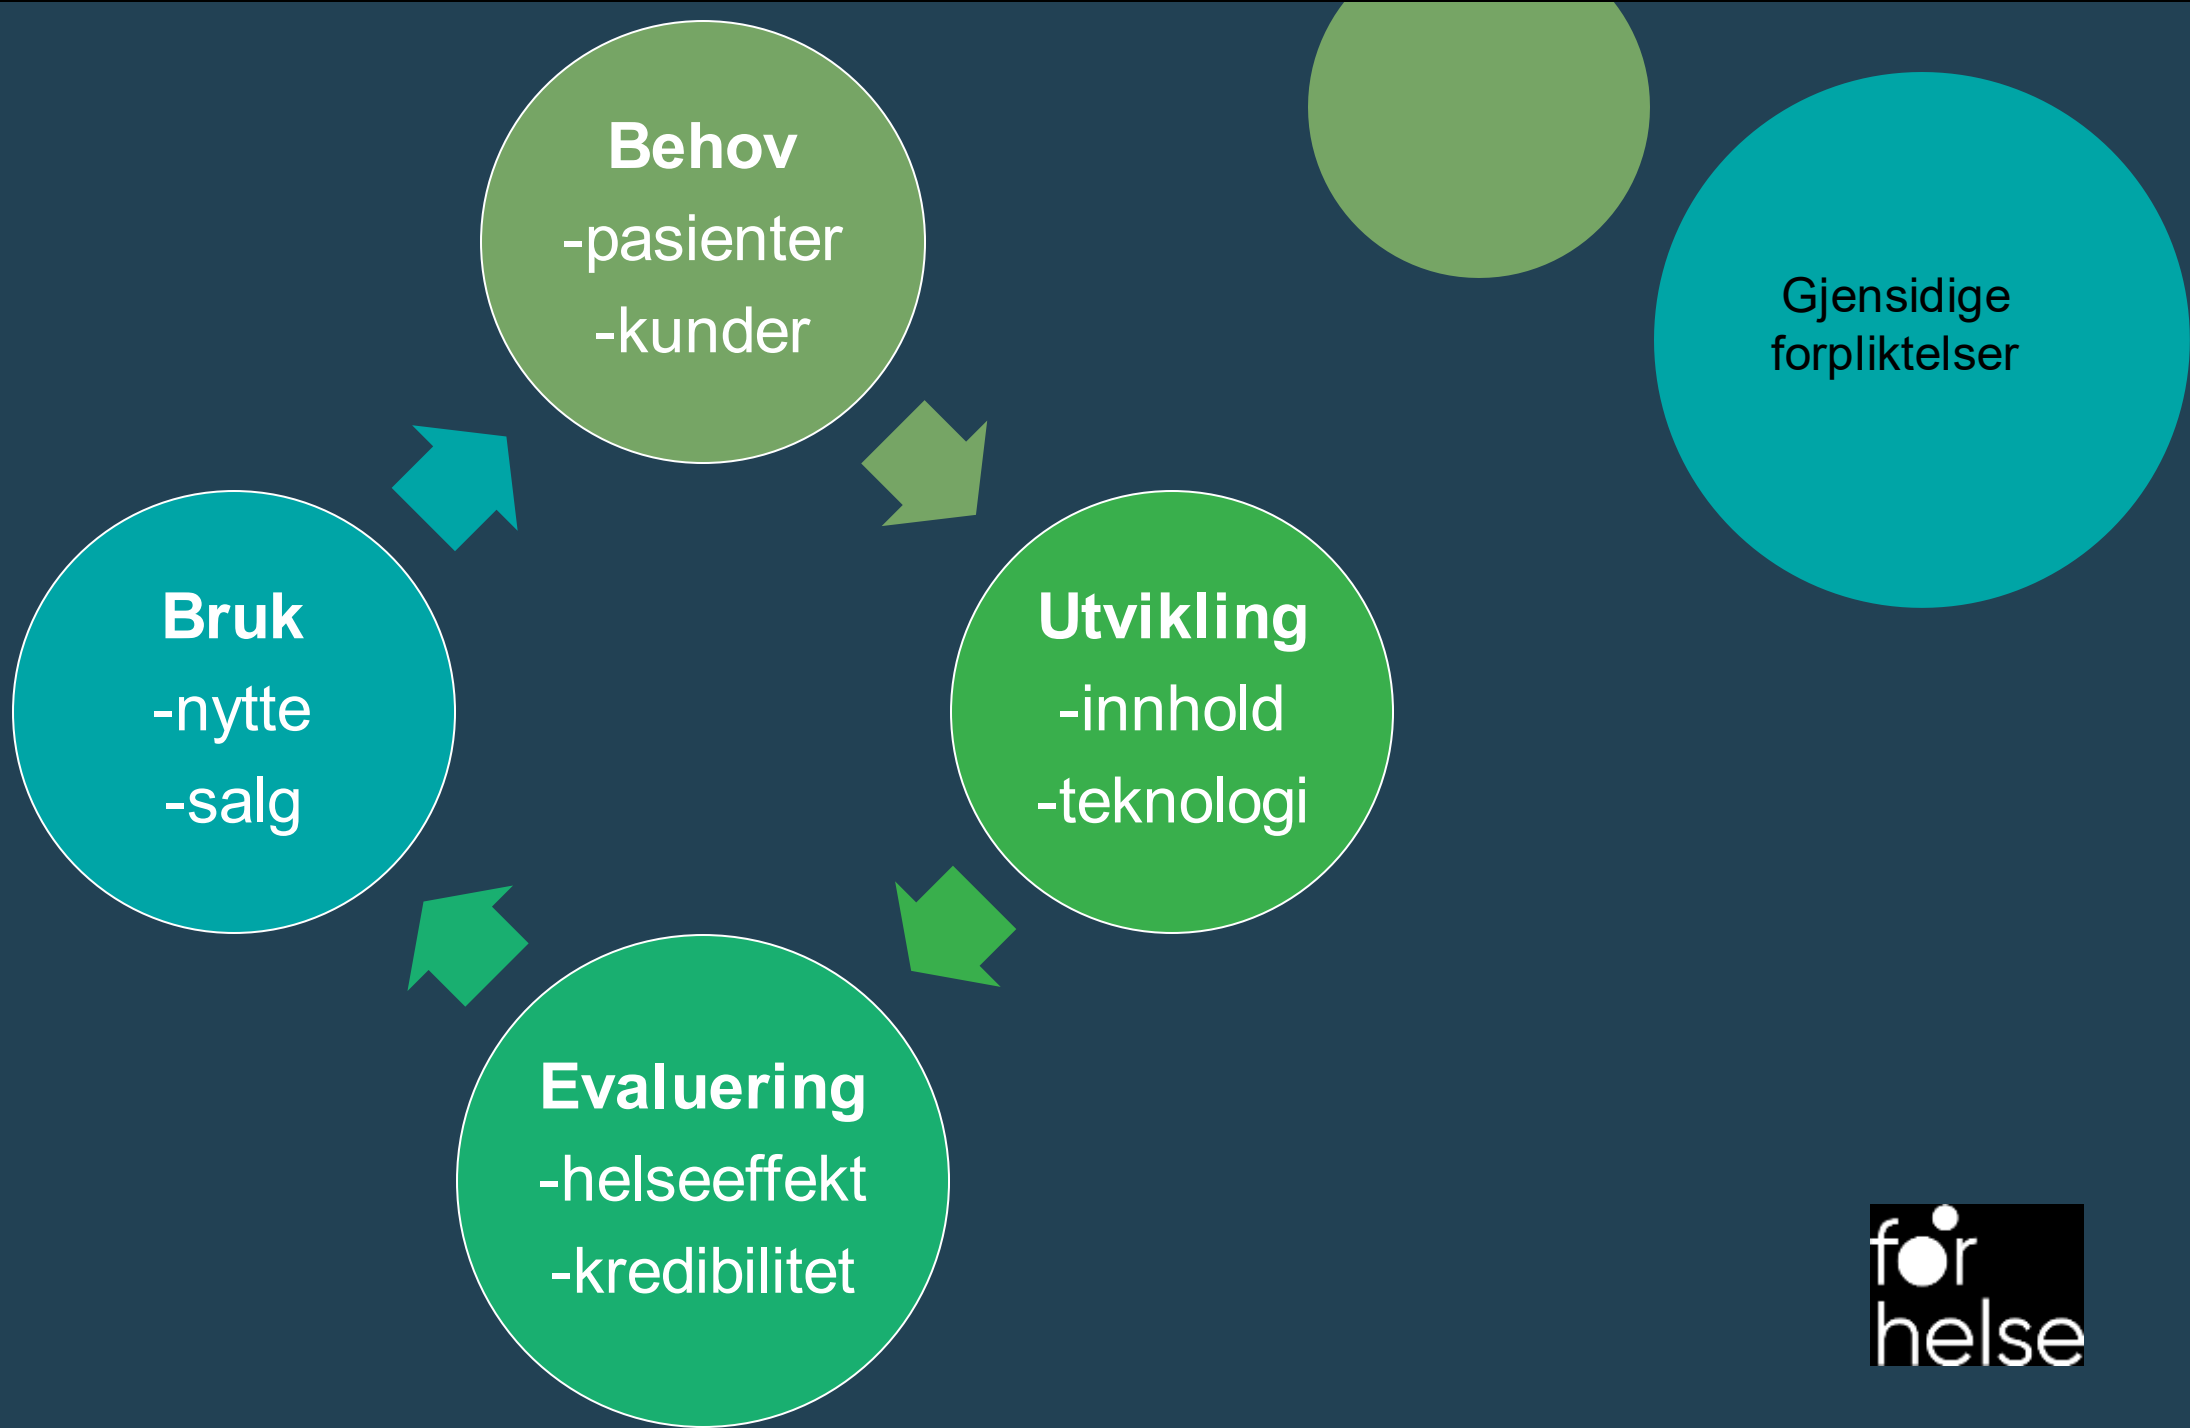 Behov
-pasienter
-kunder
Gjensidige
forpliktelser
Utvikling
-innhold
-teknologi
Evaluering
-helseeffekt
-kredibilitet
Bruk
-nytte
-salg
for
helse